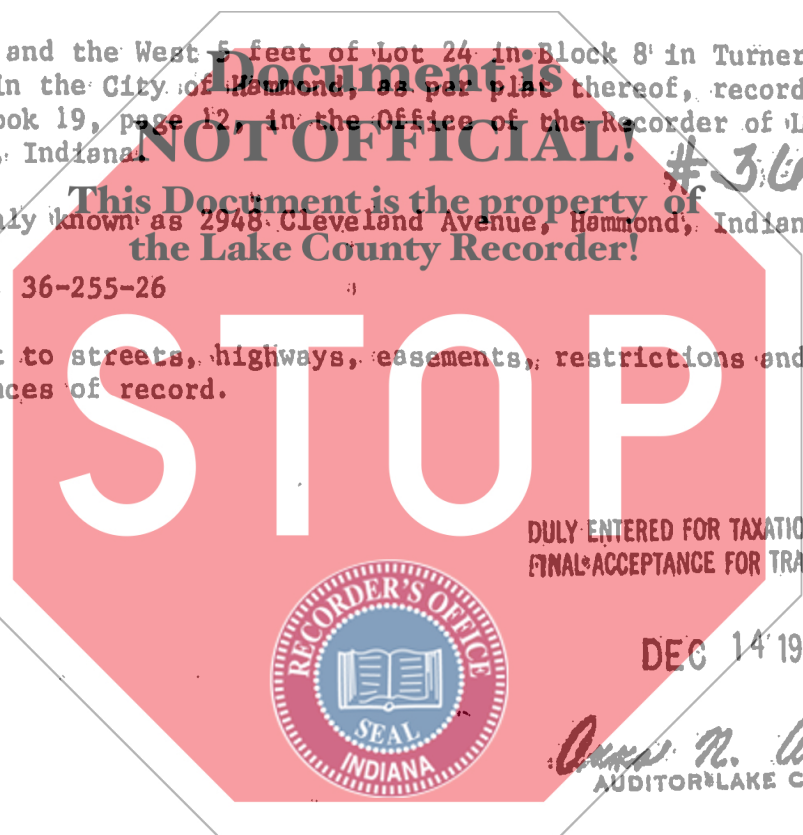 and the West 5 feet of Lot 24 in Block 8 in Turner
in the City of Hammond, as per plat thereof, record
ook 19, page 12, in the Office of the Recorder of L
, Indiana.
Document is
NOT OFFICIAL!
This Document is the property of
the Lake County Recorder!
ly known as 2948 Cleveland Avenue, Hammond, Indian
36-255-26
to streets, highways, easements, restrictions and
ces of record.
STOP
DULY ENTERED FOR TAXATIO
FINAL ACCEPTANCE FOR TRA
DEC 14 19
RECORDER'S OFFICE
SEAL
INDIANA
Anna N.
AUDITOR LAKE C